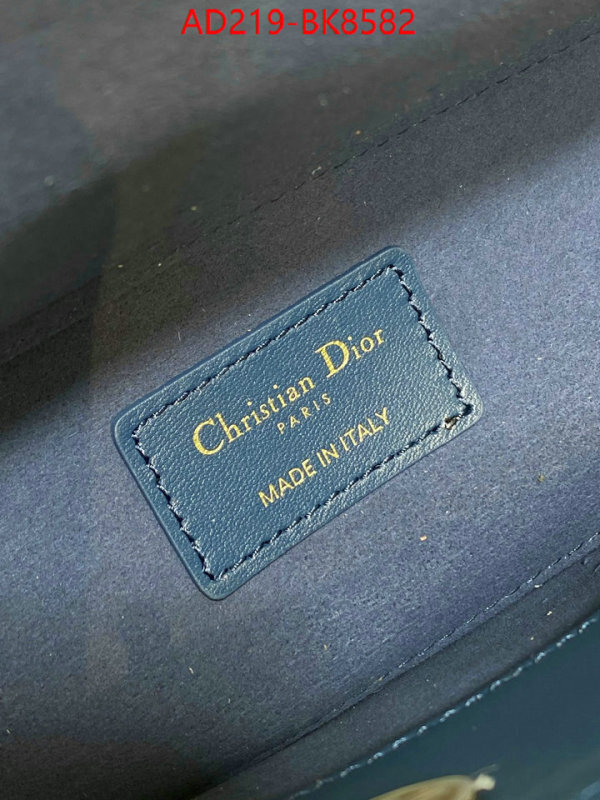 AD219-BK8582
Christian Dior
PARIS
MADE IN ITALY